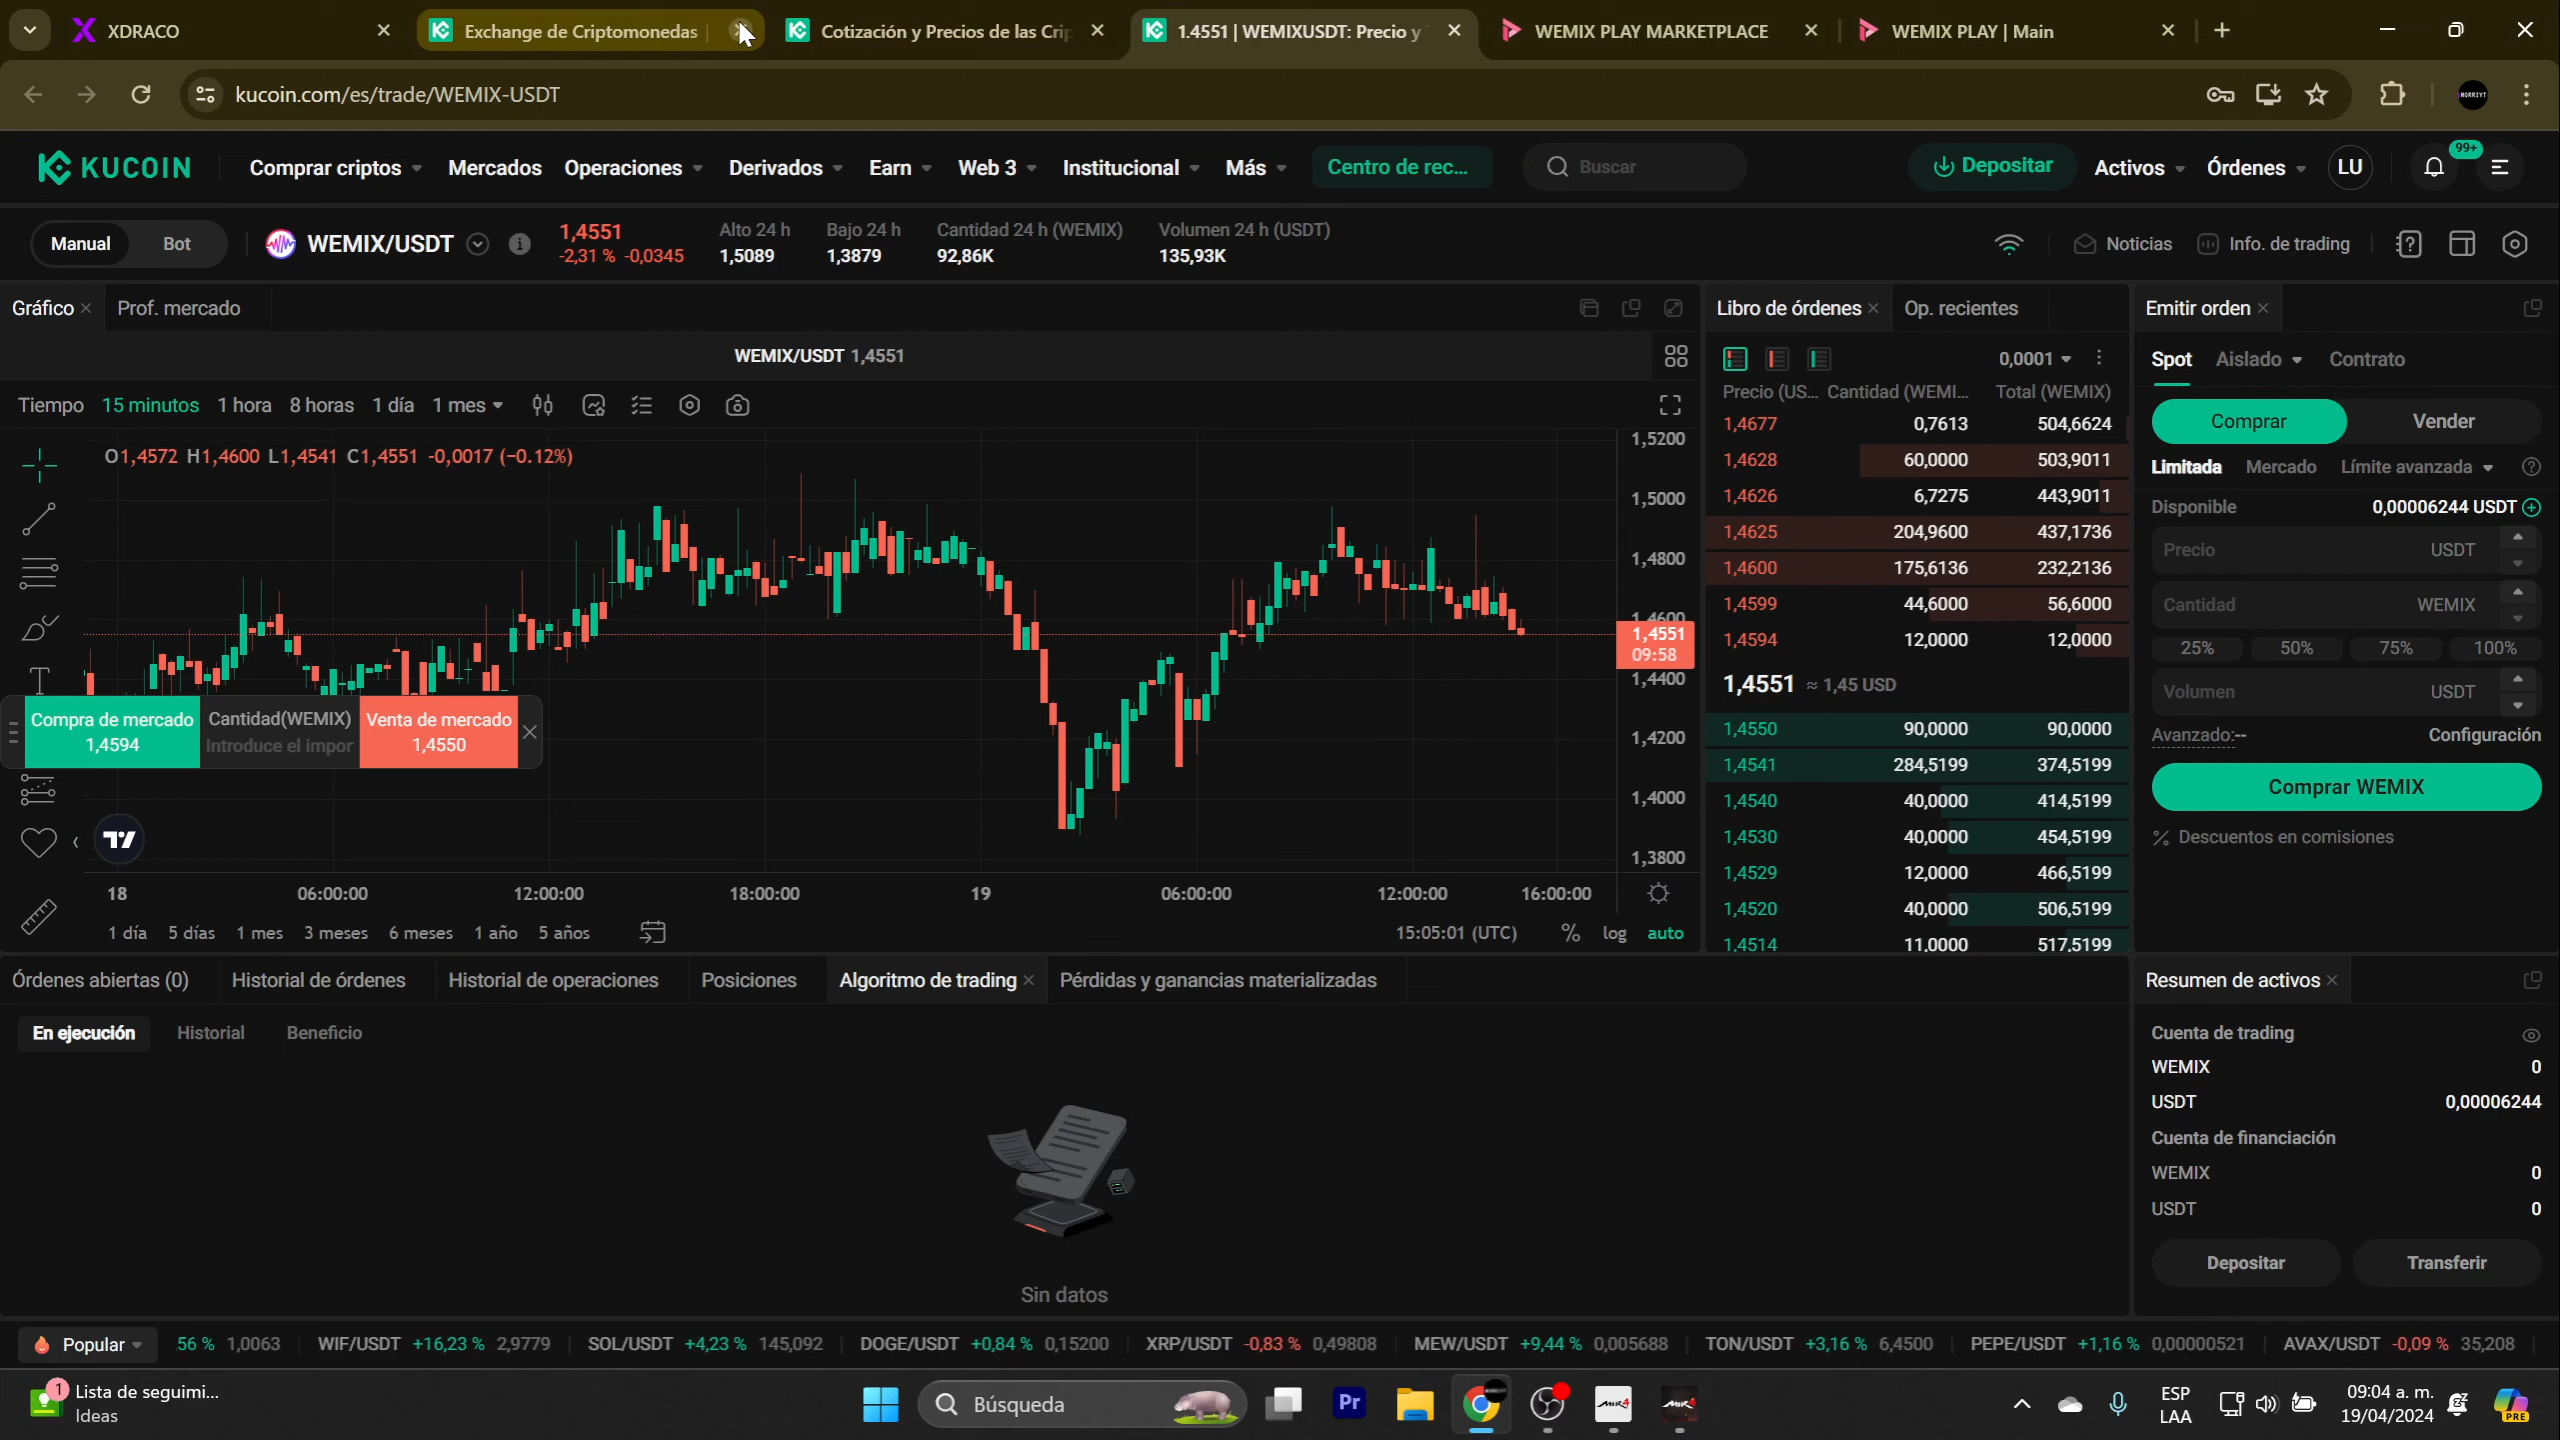 XDRACO
Exchange de Criptomonedas |
Cotización y Precios de las Crip
1.4551 | WEMIXUSDT: Precio y
WEMIX PLAY MARKETPLACE
WEMIX PLAY | Main
kucoin.com/es/trade/WEMIX-USDT
KUCOIN
Comprar criptos
Mercados
Operaciones
Derivados
Earn
Web 3
Institucional
Más
Centro de rec...
Buscar
Depositar
Activos
Órdenes
LU
99+
Manual
Bot
WEMIX/USDT
1,4551
-2,31 % -0,0345
Alto 24 h
1,5089
Bajo 24 h
1,3879
Cantidad 24 h (WEMIX)
92,86K
Volumen 24 h (USDT)
135,93K
Noticias
Info. de trading
Gráfico
Prof. mercado
WEMIX/USDT 1,4551
Tiempo 15 minutos 1 hora 8 horas 1 día 1 mes
O1,4572 H1,4600 L1,4541 C1,4551 -0,0017 (−0.12%)
1,5200
1,5000
1,4800
1,4600
1,4551
09:58
1,4400
1,4200
1,4000
1,3800
Compra de mercado
1,4594
Cantidad(WEMIX)
Introduce el impor
Venta de mercado
1,4550
18 06:00:00 12:00:00 18:00:00 19 06:00:00 12:00:00 16:00:00
1 día 5 días 1 mes 3 meses 6 meses 1 año 5 años
15:05:01 (UTC) % log auto
Libro de órdenes
Op. recientes
0,0001
Precio (US... Cantidad (WEMI... Total (WEMIX)
1,4677 0,7613 504,6624
1,4628 60,0000 503,9011
1,4626 6,7275 443,9011
1,4625 204,9600 437,1736
1,4600 175,6136 232,2136
1,4599 44,6000 56,6000
1,4594 12,0000 12,0000
1,4551 ≈ 1,45 USD
1,4550 90,0000 90,0000
1,4541 284,5199 374,5199
1,4540 40,0000 414,5199
1,4530 40,0000 454,5199
1,4529 12,0000 466,5199
1,4520 40,0000 506,5199
1,4514 11,0000 517,5199
Emitir orden
Spot Aislado Contrato
Comprar Vender
Limitada Mercado Límite avanzada
Disponible 0,00006244 USDT
Precio USDT
Cantidad WEMIX
25% 50% 75% 100%
Volumen USDT
Avanzado:-- Configuración
Comprar WEMIX
Descuentos en comisiones
Órdenes abiertas (0)
Historial de órdenes
Historial de operaciones
Posiciones
Algoritmo de trading
Pérdidas y ganancias materializadas
En ejecución
Historial
Beneficio
Sin datos
Resumen de activos
Cuenta de trading
WEMIX 0
USDT 0,00006244
Cuenta de financiación
WEMIX 0
USDT 0
Depositar Transferir
Popular
56 % 1,0063
WIF/USDT +16,23 % 2,9779
SOL/USDT +4,23 % 145,092
DOGE/USDT +0,84 % 0,15200
XRP/USDT -0,83 % 0,49808
MEW/USDT +9,44 % 0,005688
TON/USDT +3,16 % 6,4500
PEPE/USDT +1,16 % 0,00000521
AVAX/USDT -0,09 % 35,208
1
Lista de seguimi...
Ideas
Búsqueda
Pr
ESP
LAA
09:04 a. m.
19/04/2024
PRE